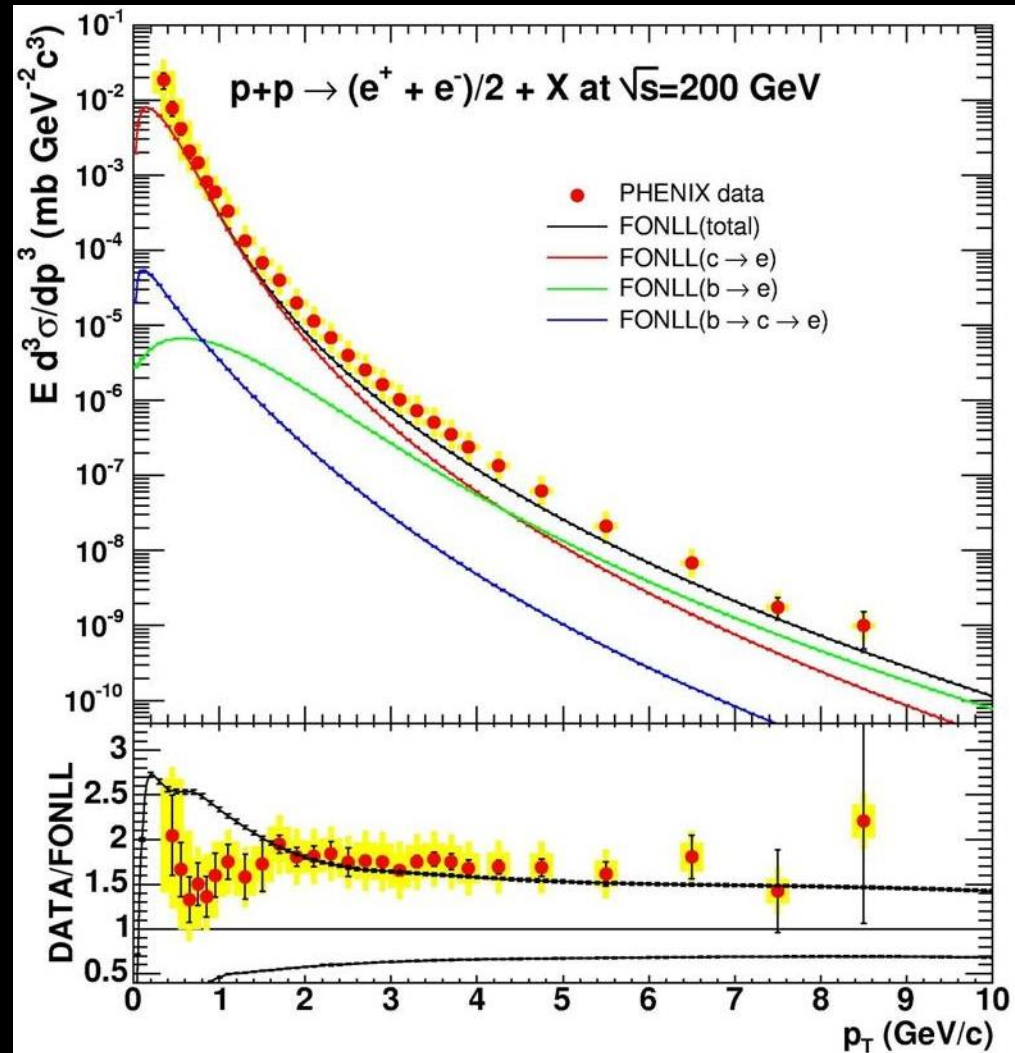 p+p → (e⁺ + e⁻)/2 + X at √s=200 GeV
E d³σ/dp³ (mb GeV⁻²c³)
10⁻¹
10⁻²
10⁻³
10⁻⁴
10⁻⁵
10⁻⁶
10⁻⁷
10⁻⁸
10⁻⁹
10⁻¹⁰
PHENIX data
FONLL(total)
FONLL(c → e)
FONLL(b → e)
FONLL(b → c → e)
DATA/FONLL
3
2.5
2
1.5
1
0.5
0 1 2 3 4 5 6 7 8 9 10
p_T (GeV/c)